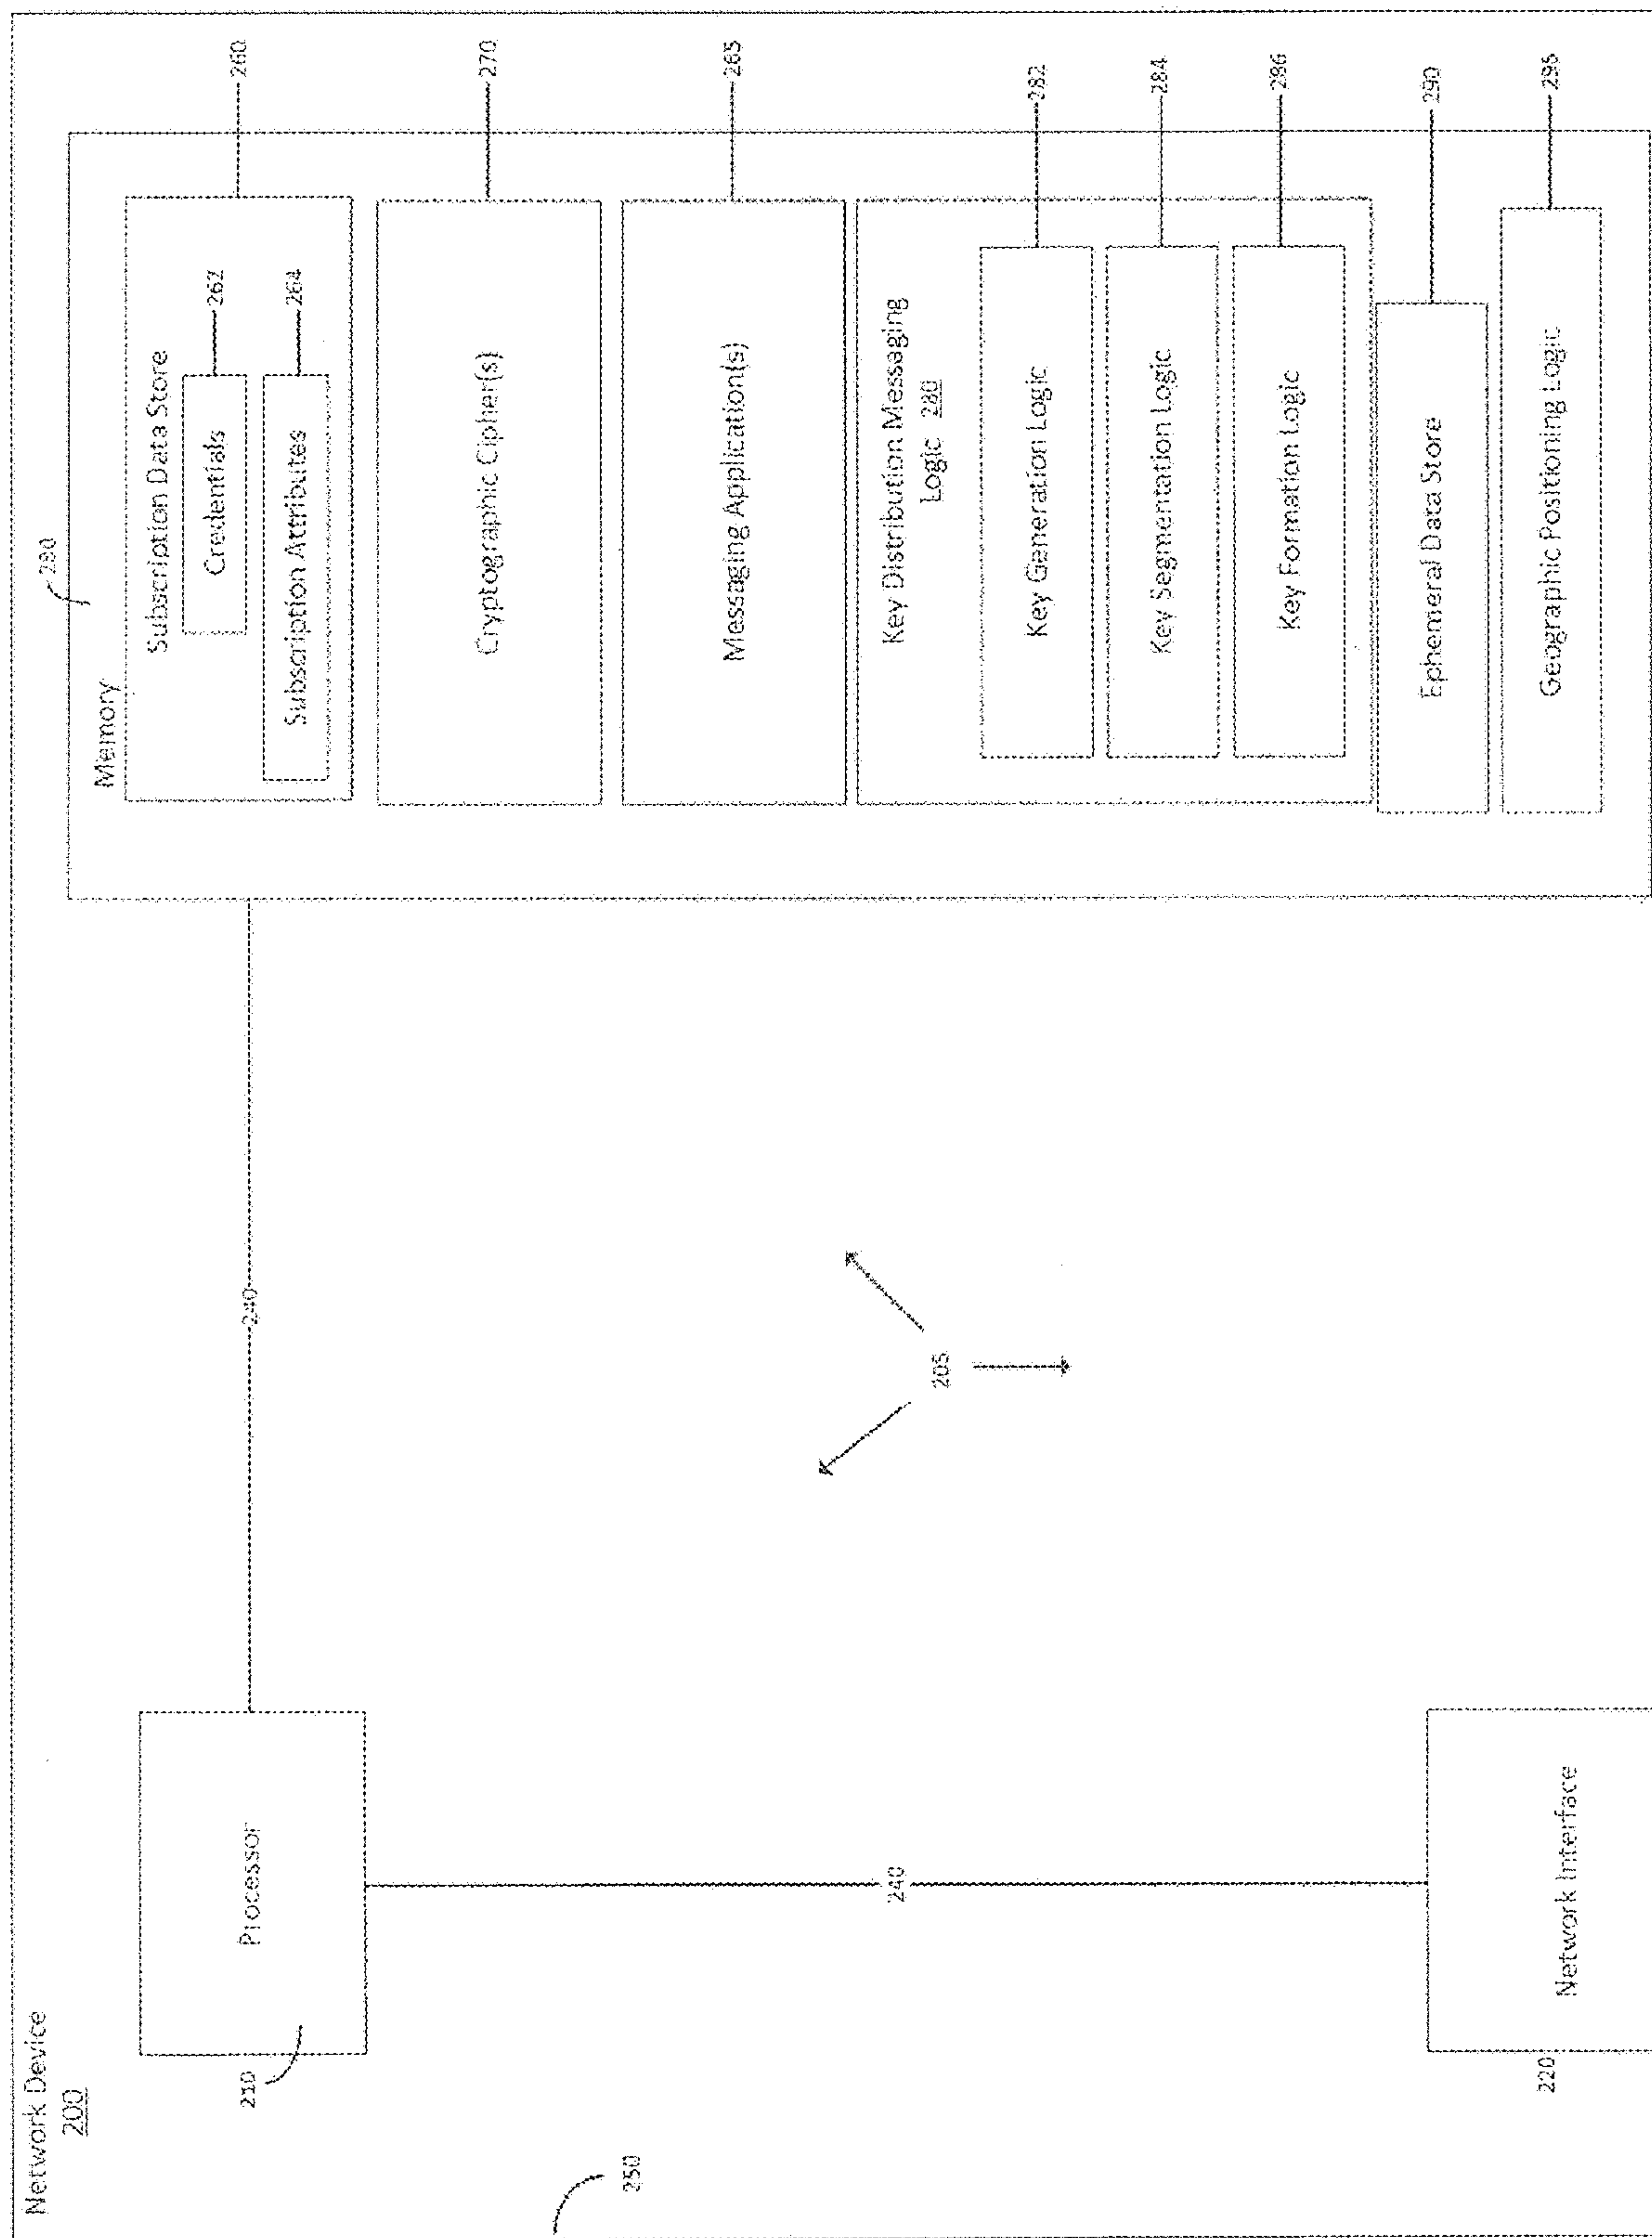 Network Device
200
250
210
Processor
240
240
220
Network Interface
205
280
Memory
Subscription Data Store
Credentials
262
Subscription Attributes
264
260
Cryptographic Cipher(s)
270
Messaging Application(s)
265
Key Distribution Messaging
Logic 280
Key Generation Logic
282
Key Segmentation Logic
284
Key Formation Logic
286
Ephemeral Data Store
290
Geographic Positioning Logic
295